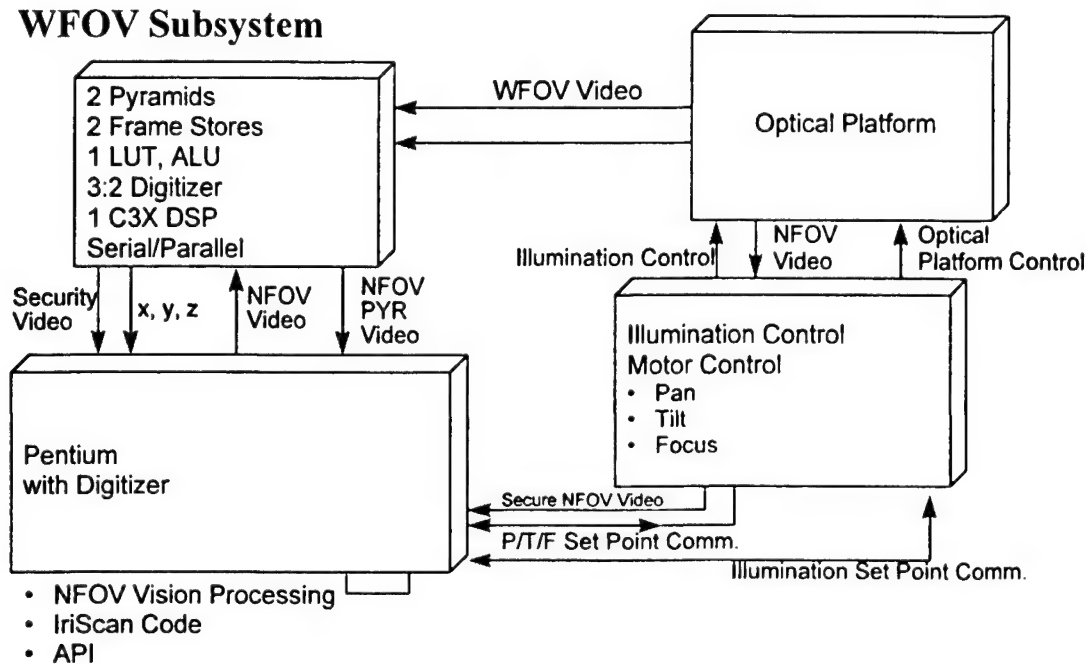 WFOV Subsystem
2 Pyramids
2 Frame Stores
1 LUT, ALU
3:2 Digitizer
1 C3X DSP
Serial/Parallel
WFOV Video
Optical Platform
Security
Video
x, y, z
NFOV
Video
NFOV
PYR
Video
Illumination Control
NFOV
Video
Optical
Platform Control
Illumination Control
Motor Control
• Pan
• Tilt
• Focus
Pentium
with Digitizer
Secure NFOV Video
P/T/F Set Point Comm.
Illumination Set Point Comm.
• NFOV Vision Processing
• IriScan Code
• API